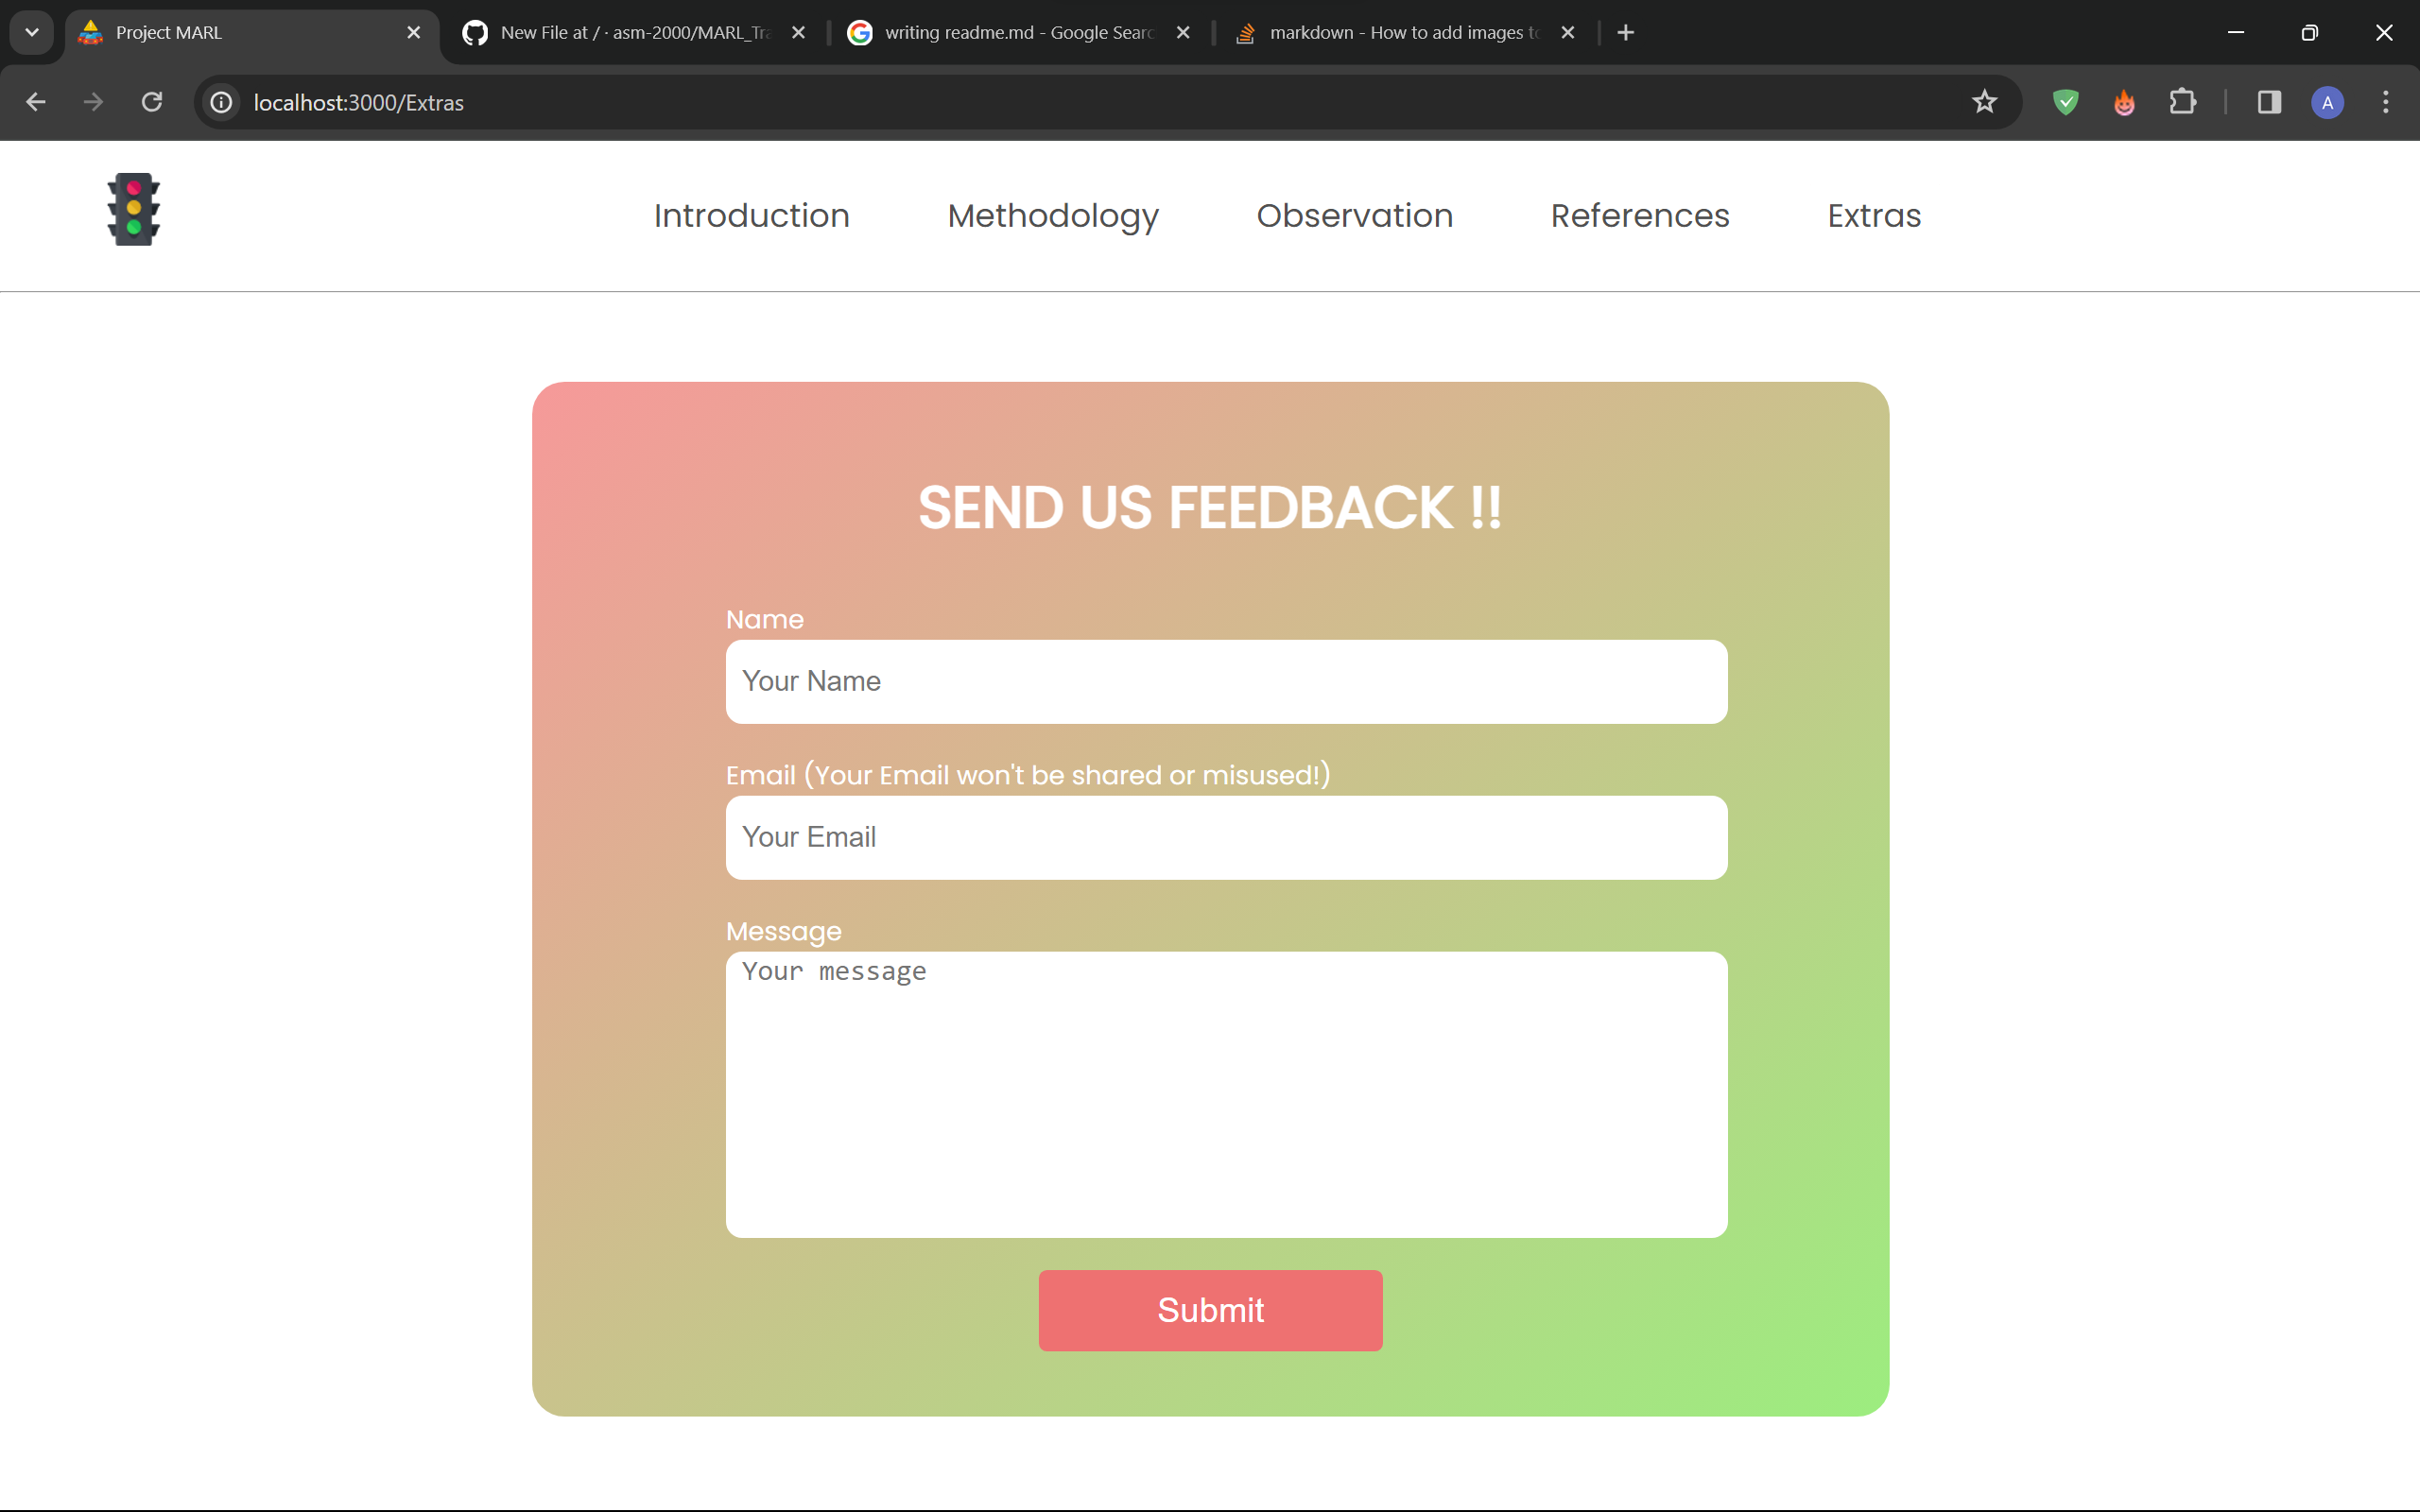 Project MARL
New File at / · asm-2000/MARL_Tra
writing readme.md - Google Searc
markdown - How to add images to
localhost:3000/Extras
A
Introduction
Methodology
Observation
References
Extras
SEND US FEEDBACK !!
Name
Your Name
Email (Your Email won't be shared or misused!)
Your Email
Message
Your message
Submit